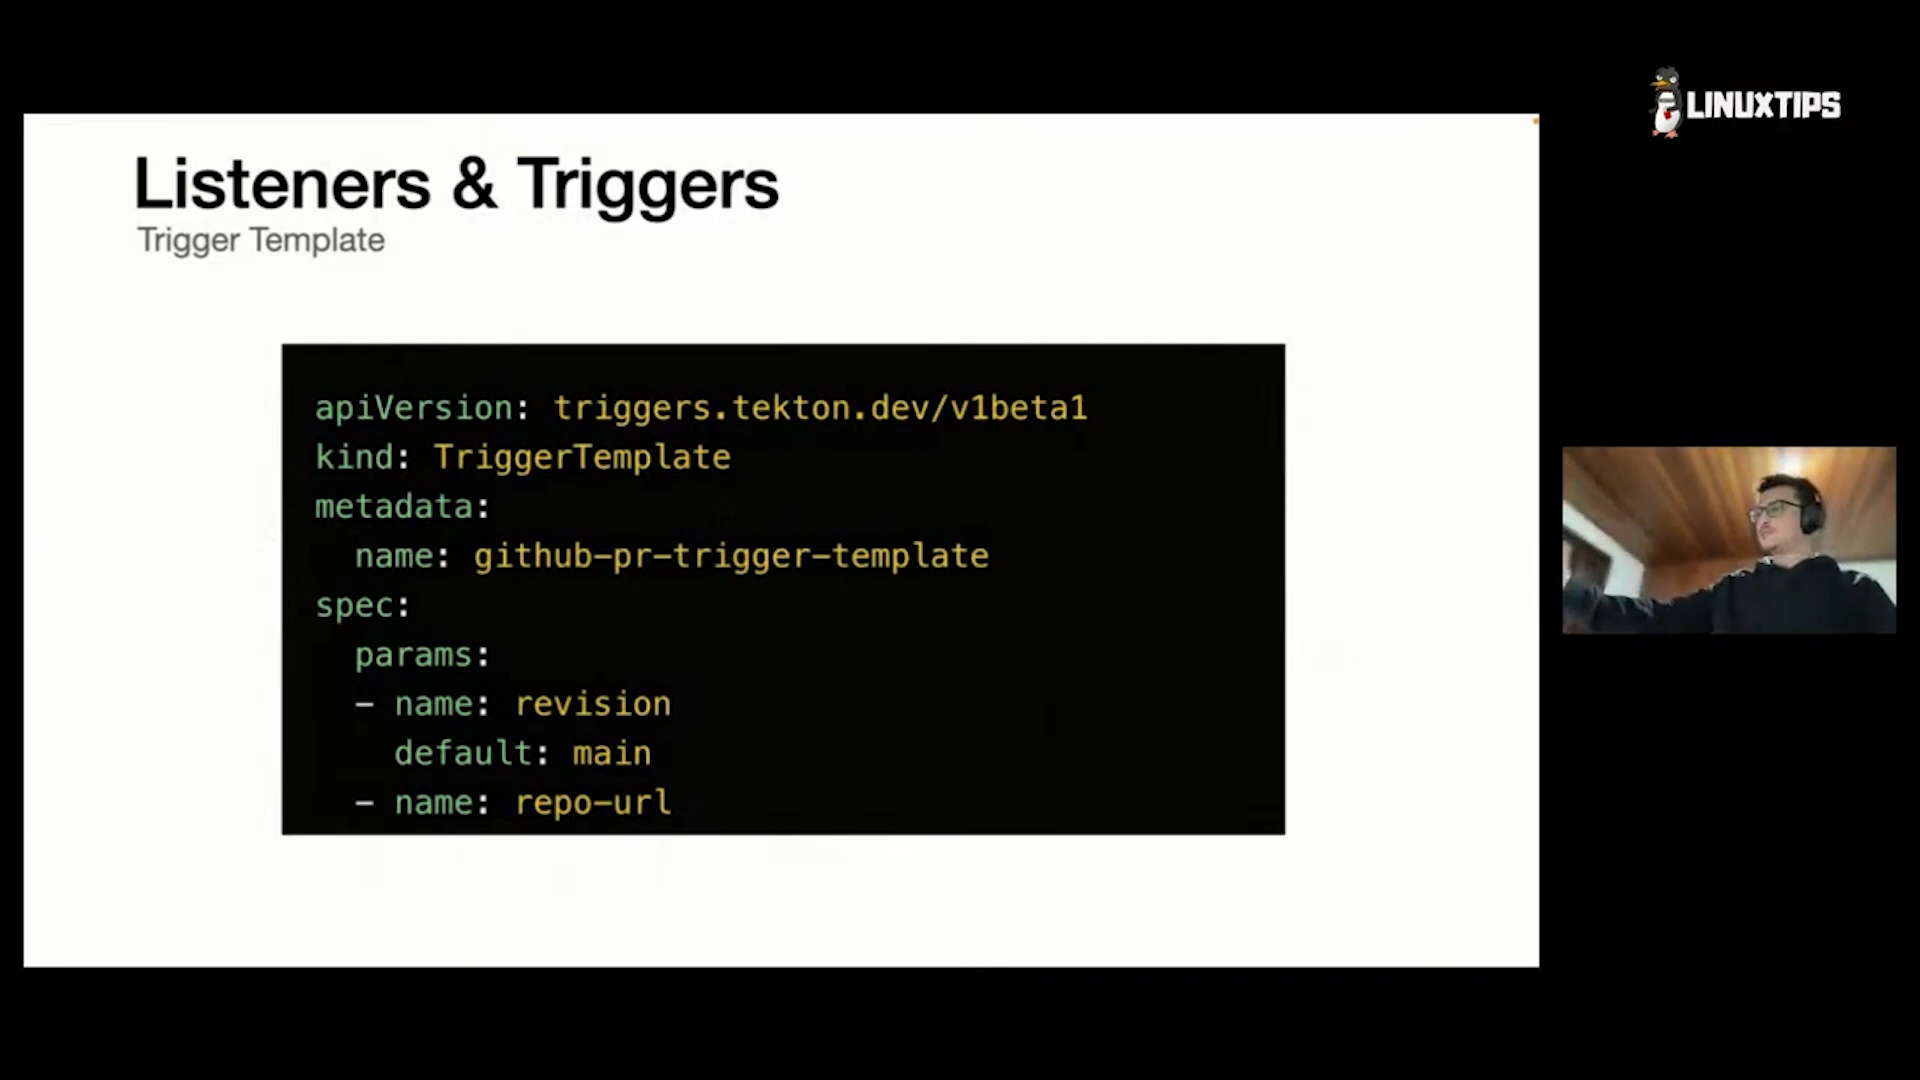 LINUXTIPS
Listeners & Triggers
Trigger Template
apiVersion: triggers.tekton.dev/v1beta1
kind: TriggerTemplate
metadata:
  name: github-pr-trigger-template
spec:
  params:
  - name: revision
    default: main
  - name: repo-url